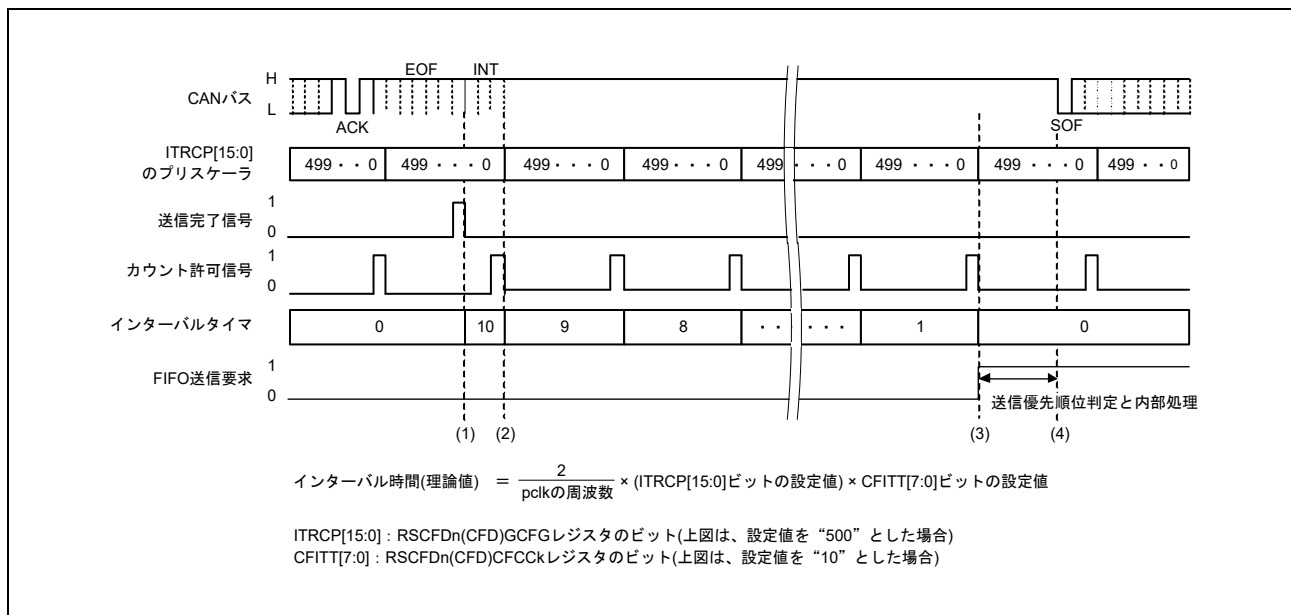 EOF INT
H
CANバス
L
ACK SOF
ITRCP[15:0]
のプリスケーラ
499・・0 499・・・0 499・・・0 499・・・0 499・・・0 499・・・0 499・・・0 499・・0
1
送信完了信号
0
1
カウント許可信号
0
インターバルタイマ 0 10 9 8 ・・・・・・ 1 0
1
FIFO送信要求
0
送信優先順位判定と内部処理
(1) (2) (3) (4)
インターバル時間(理論値) = 2 / pclkの周波数 × (ITRCP[15:0]ビットの設定値) × CFITT[7:0]ビットの設定値
ITRCP[15:0] : RSCFDn(CFD)GCFGレジスタのビット(上図は、設定値を“500”とした場合)
CFITT[7:0] : RSCFDn(CFD)CFCCkレジスタのビット(上図は、設定値を“10”とした場合)